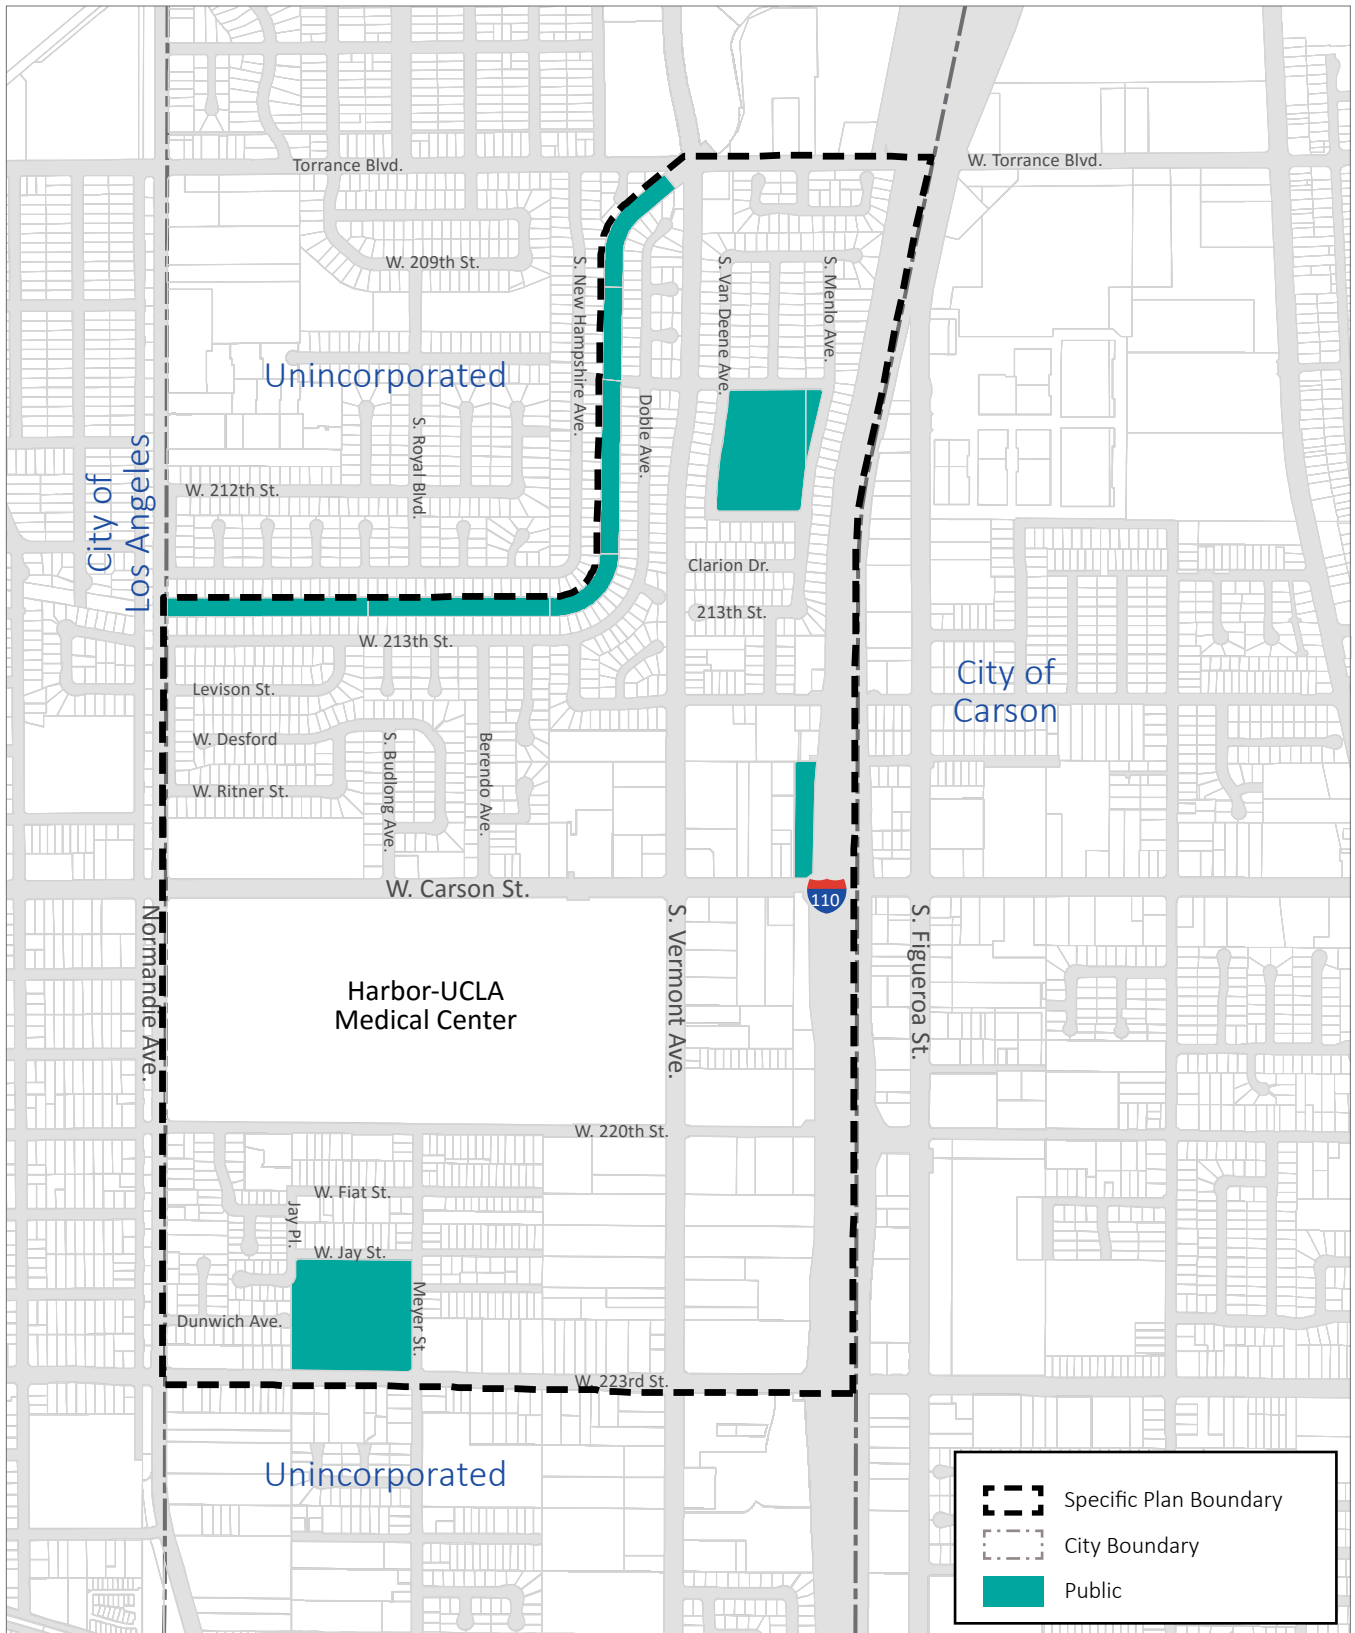 Torrance Blvd.
W. Torrance Blvd.
W. 209th St.
S. New Hampshire Ave.
S. Van Deene Ave.
S. Menlo Ave.
Unincorporated
Doble Ave.
S. Royal Blvd.
City of
Los Angeles
W. 212th St.
Clarion Dr.
213th St.
W. 213th St.
City of
Carson
Levison St.
W. Desford
S. Budlong Ave.
Berendo Ave.
W. Ritner St.
W. Carson St.
110
Normandie Ave.
S. Vermont Ave.
S. Figueroa St.
Harbor-UCLA
Medical Center
W. 220th St.
W. Fiat St.
Jay Pl.
W. Jay St.
Meyer St.
Dunwich Ave.
W. 223rd St.
Unincorporated
Specific Plan Boundary
City Boundary
Public